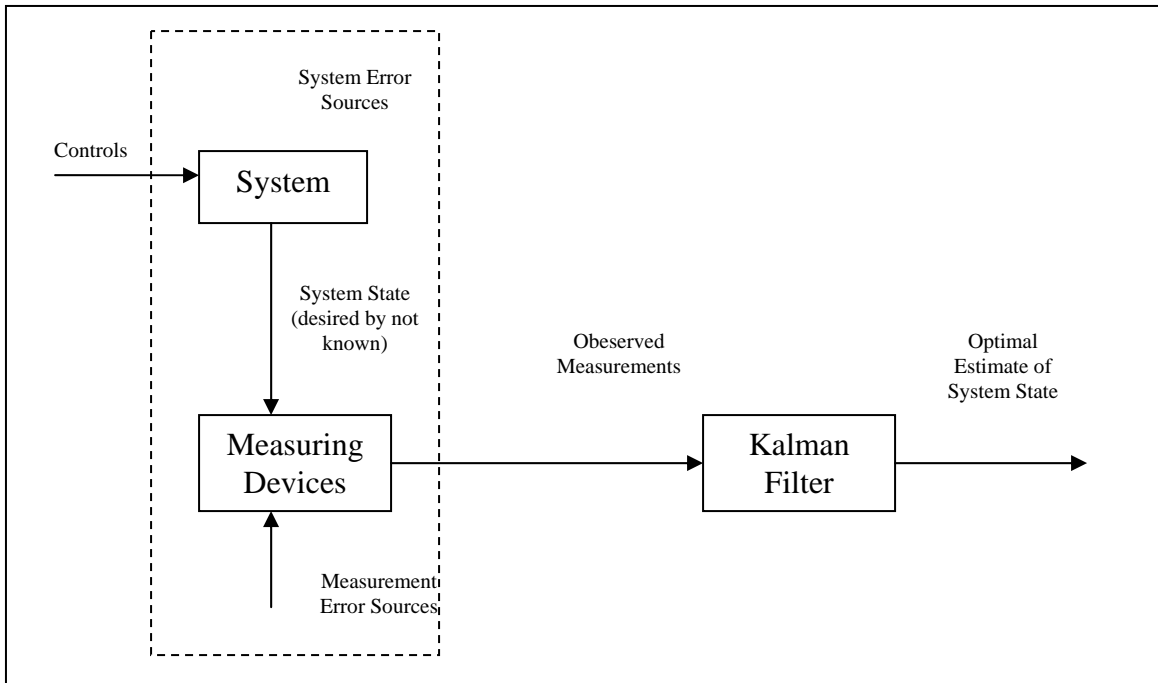 System Error
Sources
Controls
System
System State
(desired by not
known)
Obeserved
Measurements
Optimal
Estimate of
System State
Measuring
Devices
Kalman
Filter
Measurement
Error Sources